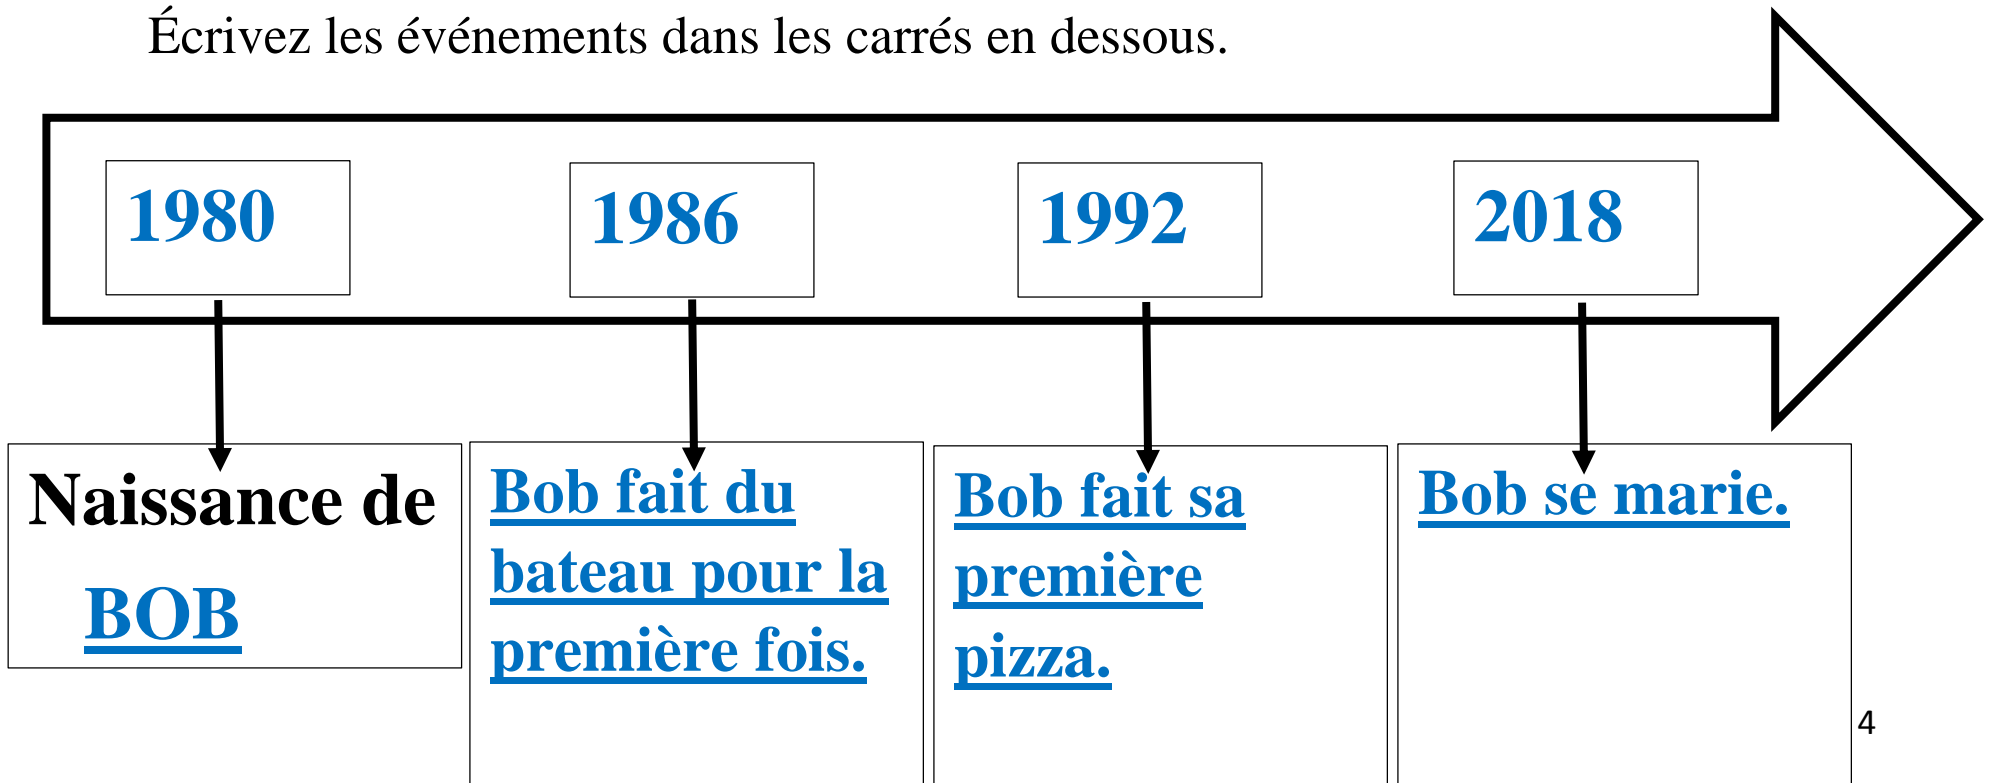 Écrivez les événements dans les carrés en dessous.
1980
1986
1992
2018
Naissance de
BOB
Bob fait du
bateau pour la
première fois.
Bob fait sa
première
pizza.
Bob se marie.
4